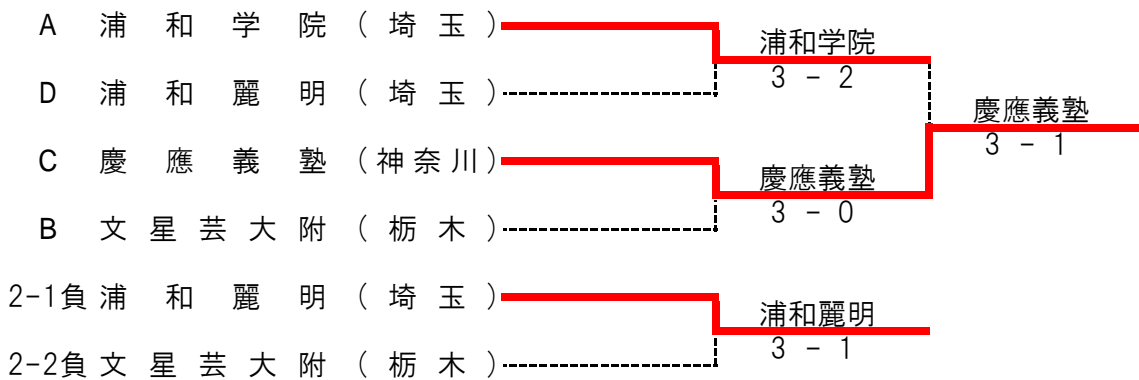 A 浦和学院(埼玉)
浦和学院
3 - 2
D 浦和麗明(埼玉)
慶應義塾
3 - 1
C 慶應義塾(神奈川)
慶應義塾
3 - 0
B 文星芸大附(栃木)
2-1負 浦和麗明(埼玉)
浦和麗明
3 - 1
2-2負 文星芸大附(栃木)